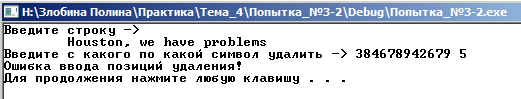 H:\Злобина Полина\Практика\Тема_4\Попытка_№3-2\Debug\Попытка_№3-2.exe
Введите строку ->
Houston, we have problems
Введите с какого по какой символ удалить -> 384678942679 5
Ошибка ввода позиций удаления!
Для продолжения нажмите любую клавишу . . .